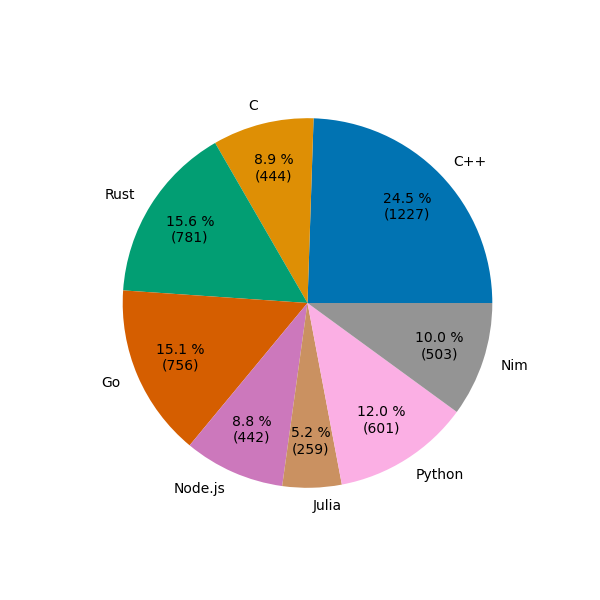 C
C++
8.9 %
(444)
24.5 %
(1227)
Rust
15.6 %
(781)
15.1 %
(756)
10.0 %
(503)
Go
Nim
8.8 %
(442)
5.2 %
(259)
12.0 %
(601)
Node.js
Julia
Python